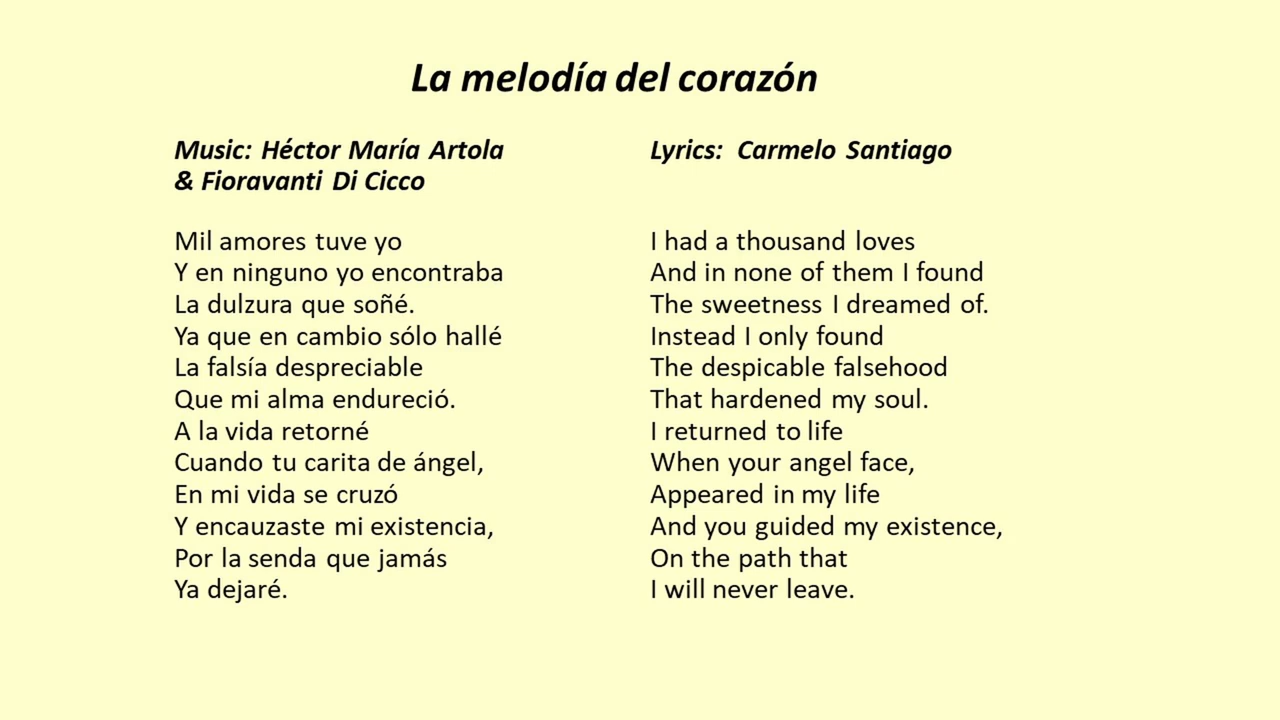 La melodía del corazón
Music: Héctor María Artola
& Fioravanti Di Cicco
Mil amores tuve yo
Y en ninguno yo encontraba
La dulzura que soñé.
Ya que en cambio sólo hallé
La falsía despreciable
Que mi alma endureció.
A la vida retorné
Cuando tu carita de ángel,
En mi vida se cruzó
Y encauzaste mi existencia,
Por la senda que jamás
Ya dejaré.
Lyrics: Carmelo Santiago
I had a thousand loves
And in none of them I found
The sweetness I dreamed of.
Instead I only found
The despicable falsehood
That hardened my soul.
I returned to life
When your angel face,
Appeared in my life
And you guided my existence,
On the path that
I will never leave.